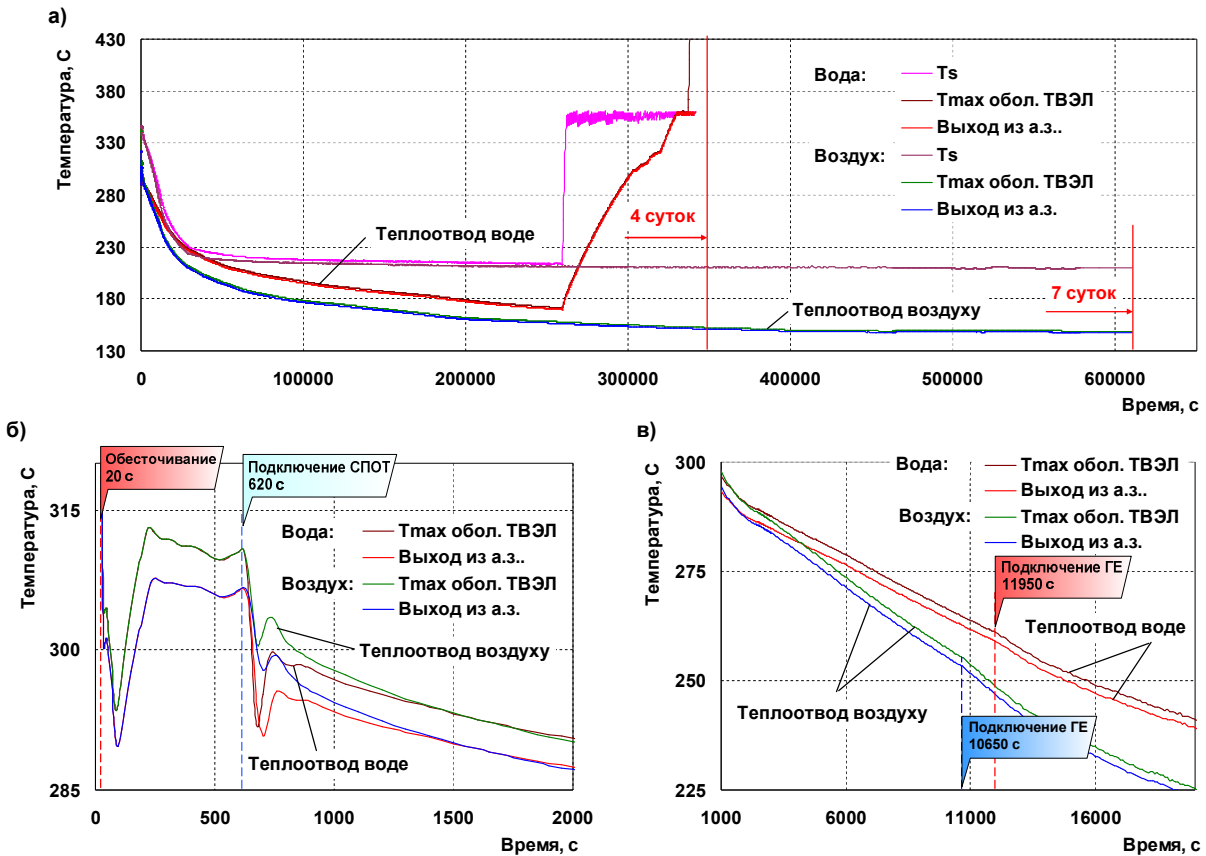 а)
430
380
330
280
230
180
130
Температура, С
Вода:
Ts
Tmax обол. ТВЭЛ
Выход из а.з..
Воздух:
Ts
Tmax обол. ТВЭЛ
Выход из а.з.
Теплоотвод воде
4 суток
7 суток
Теплоотвод воздуху
0
100000
200000
300000
400000
500000
600000
Время, с
б)
Температура, С
315
300
285
Обесточивание
20 с
Подключение СПОТ
620 с
Вода:
Tmax обол. ТВЭЛ
Выход из а.з..
Воздух:
Tmax обол. ТВЭЛ
Выход из а.з.
Теплоотвод воздуху
Теплоотвод воде
0
500
1000
1500
2000
Время, с
в)
Температура, С
300
275
250
225
Вода:
Tmax обол. ТВЭЛ
Выход из а.з..
Воздух:
Tmax обол. ТВЭЛ
Выход из а.з.
Подключение ГЕ
11950 с
Теплоотвод воде
Теплоотвод воздуху
Подключение ГЕ
10650 с
1000
6000
11000
16000
Время, с